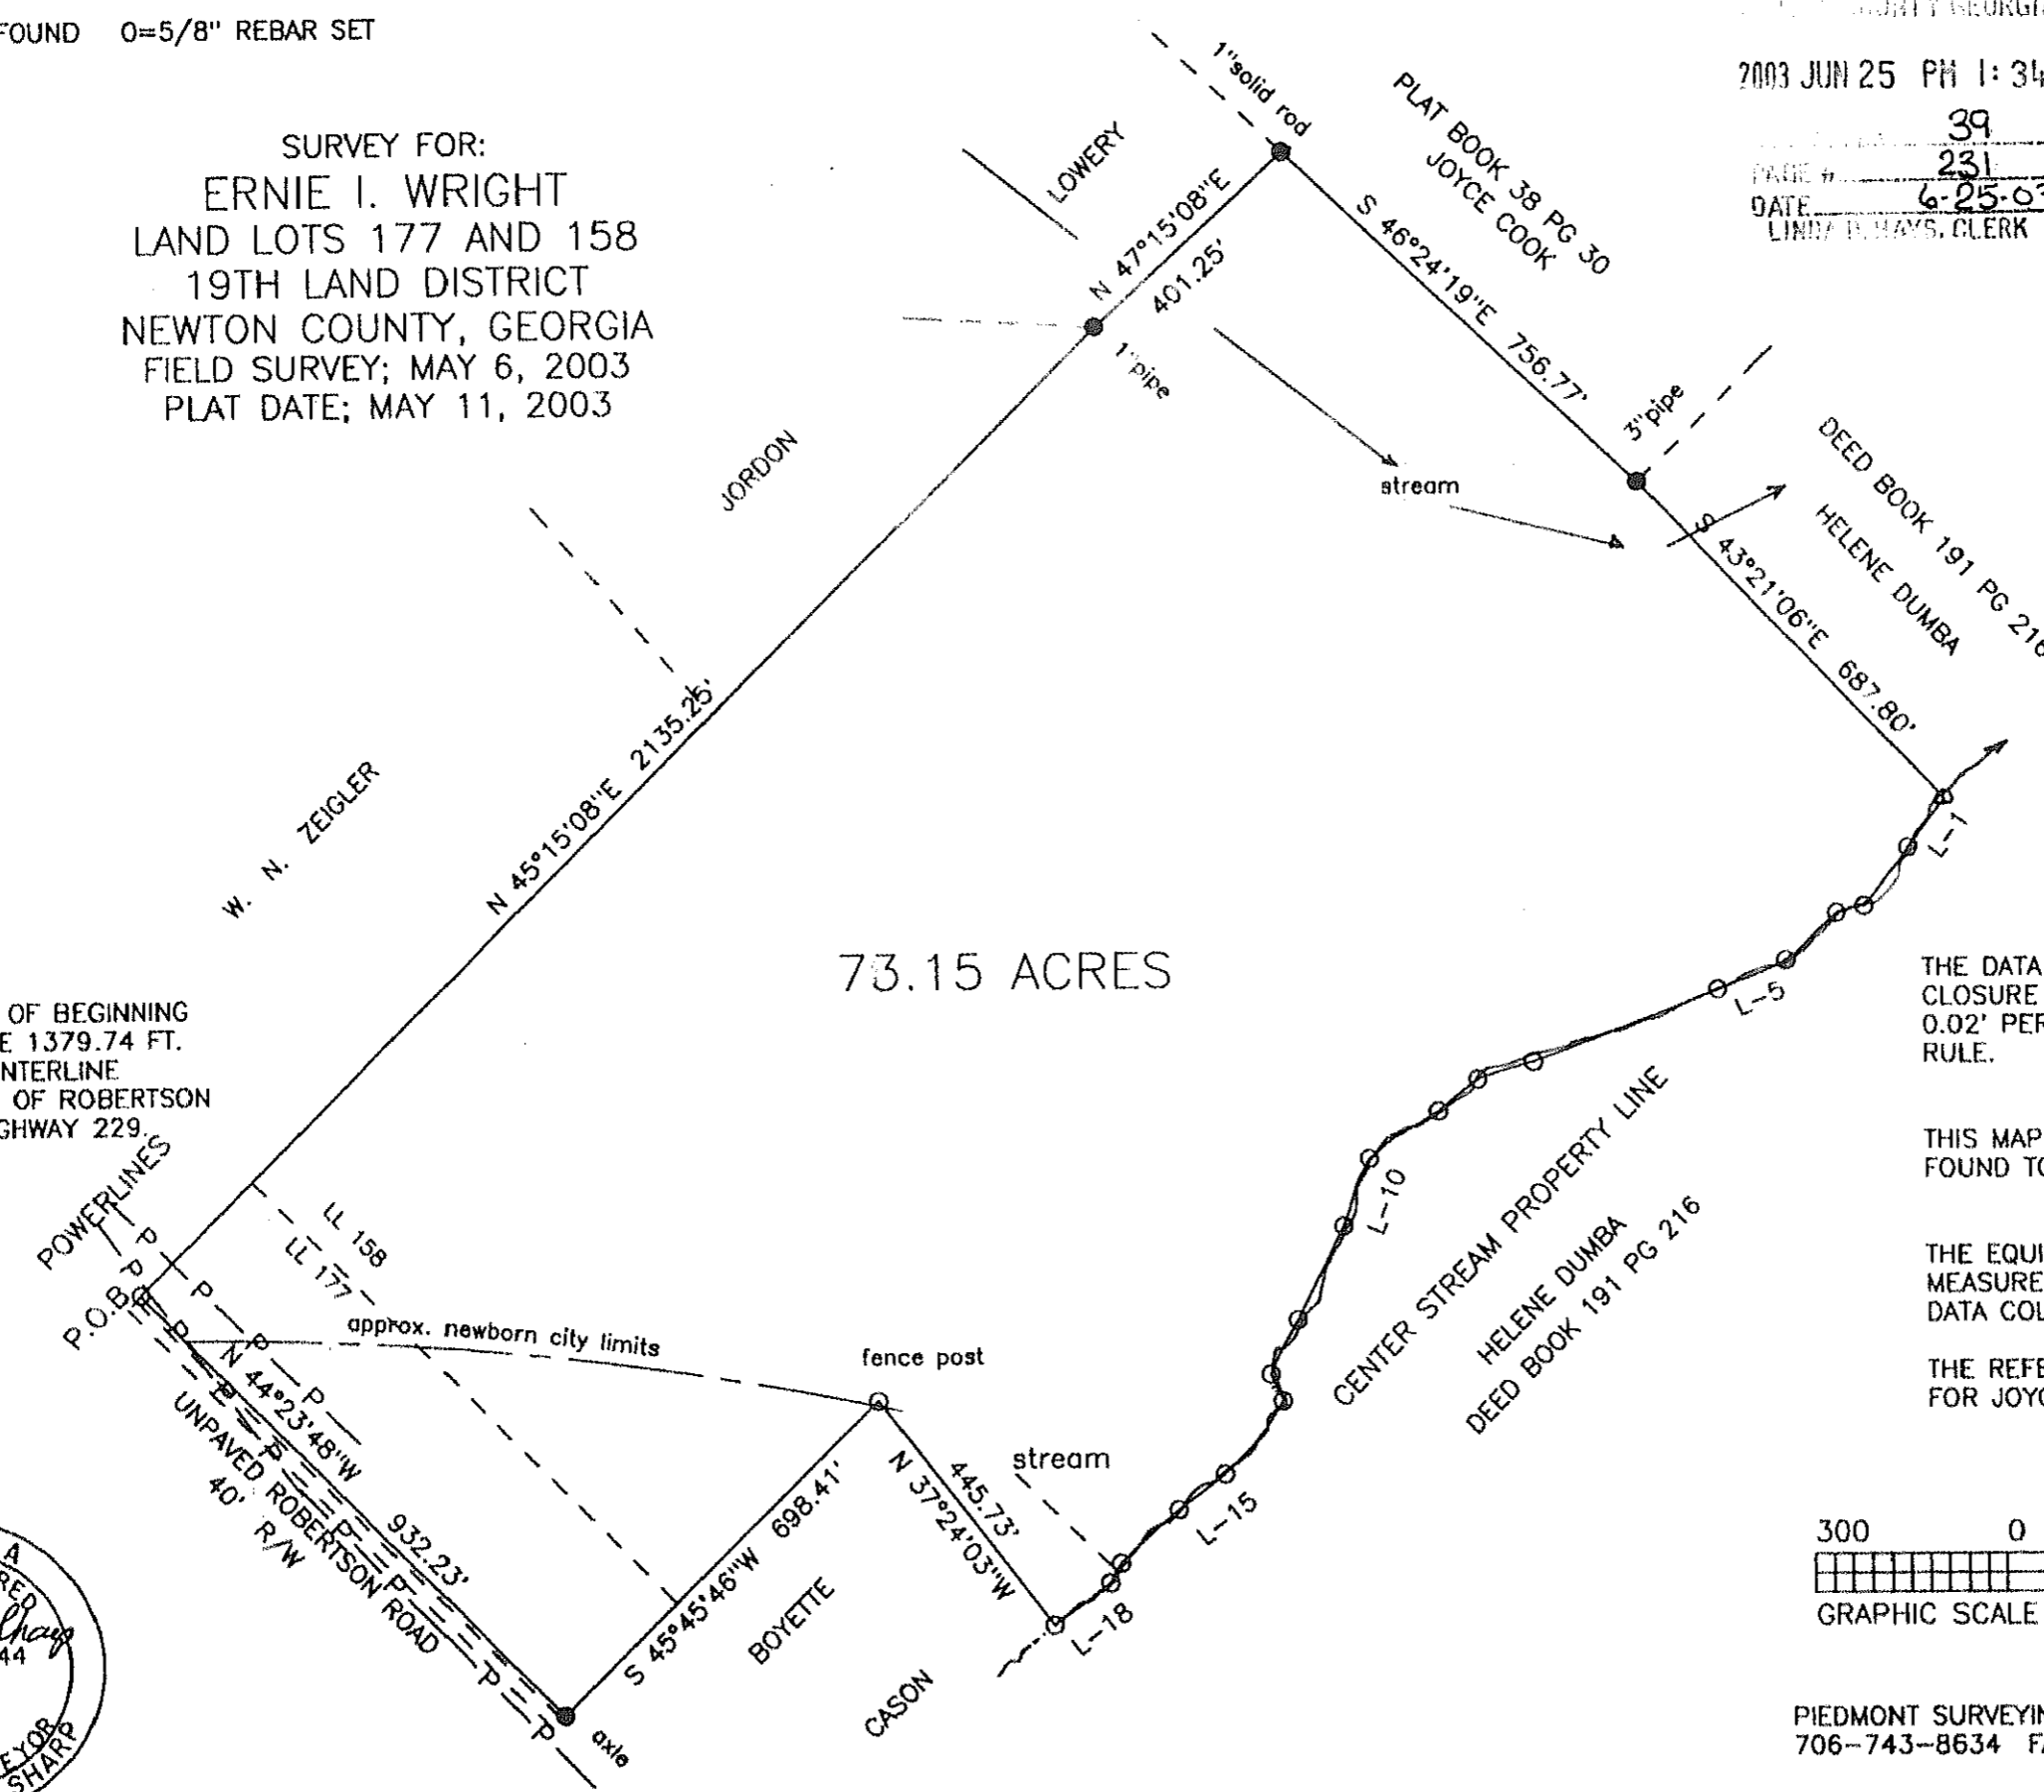 FOUND O=5/8" REBAR SET
SURVEY FOR:
ERNIE I. WRIGHT
LAND LOTS 177 AND 158
19TH LAND DISTRICT
NEWTON COUNTY, GEORGIA
FIELD SURVEY; MAY 6, 2003
PLAT DATE; MAY 11, 2003
2003 JUN 25 PM 1:34
39
PAGE # 231
DATE 6-25-03
LINDA D. HAYS, CLERK
1"solid rod
LOWERY
PLAT BOOK 38 PG 30
JOYCE COOK
N 47°15'08"E
401.25'
S 46°24'19"E 756.77'
1"pipe
3"pipe
stream
JORDON
DEED BOOK 191 PG 216
HELENE DUMBA
S 43°21'06"E 687.80'
N 45°15'08"E 2135.25'
W. N. ZEIGLER
L-1
73.15 ACRES
L-5
OF BEGINNING
E 1379.74 FT.
NTERLINE
OF ROBERTSON
GHWAY 229.
THE DATA
CLOSURE
0.02' PER
RULE.
THIS MAP
FOUND TO
THE EQUI
MEASURE
DATA COL
THE REFE
FOR JOYC
POWERLINES
P.O.B.
LL 158
LL 177
approx. newborn city limits
fence post
L-10
CENTER STREAM PROPERTY LINE
HELENE DUMBA
DEED BOOK 191 PG 216
N 44°23'48"W
932.23'
UNPAVED ROBERTSON ROAD
40' R/W
P P P P P P P P P P P P P
stream
445.73'
N 37°24'03"W
S 45°45'46"W 698.41'
L-15
L-18
BOYETTE
CASON
axle
300 0
GRAPHIC SCALE
PIEDMONT SURVEYIN
706-743-8634 FA
A
RED
44
EYOR
SHARP